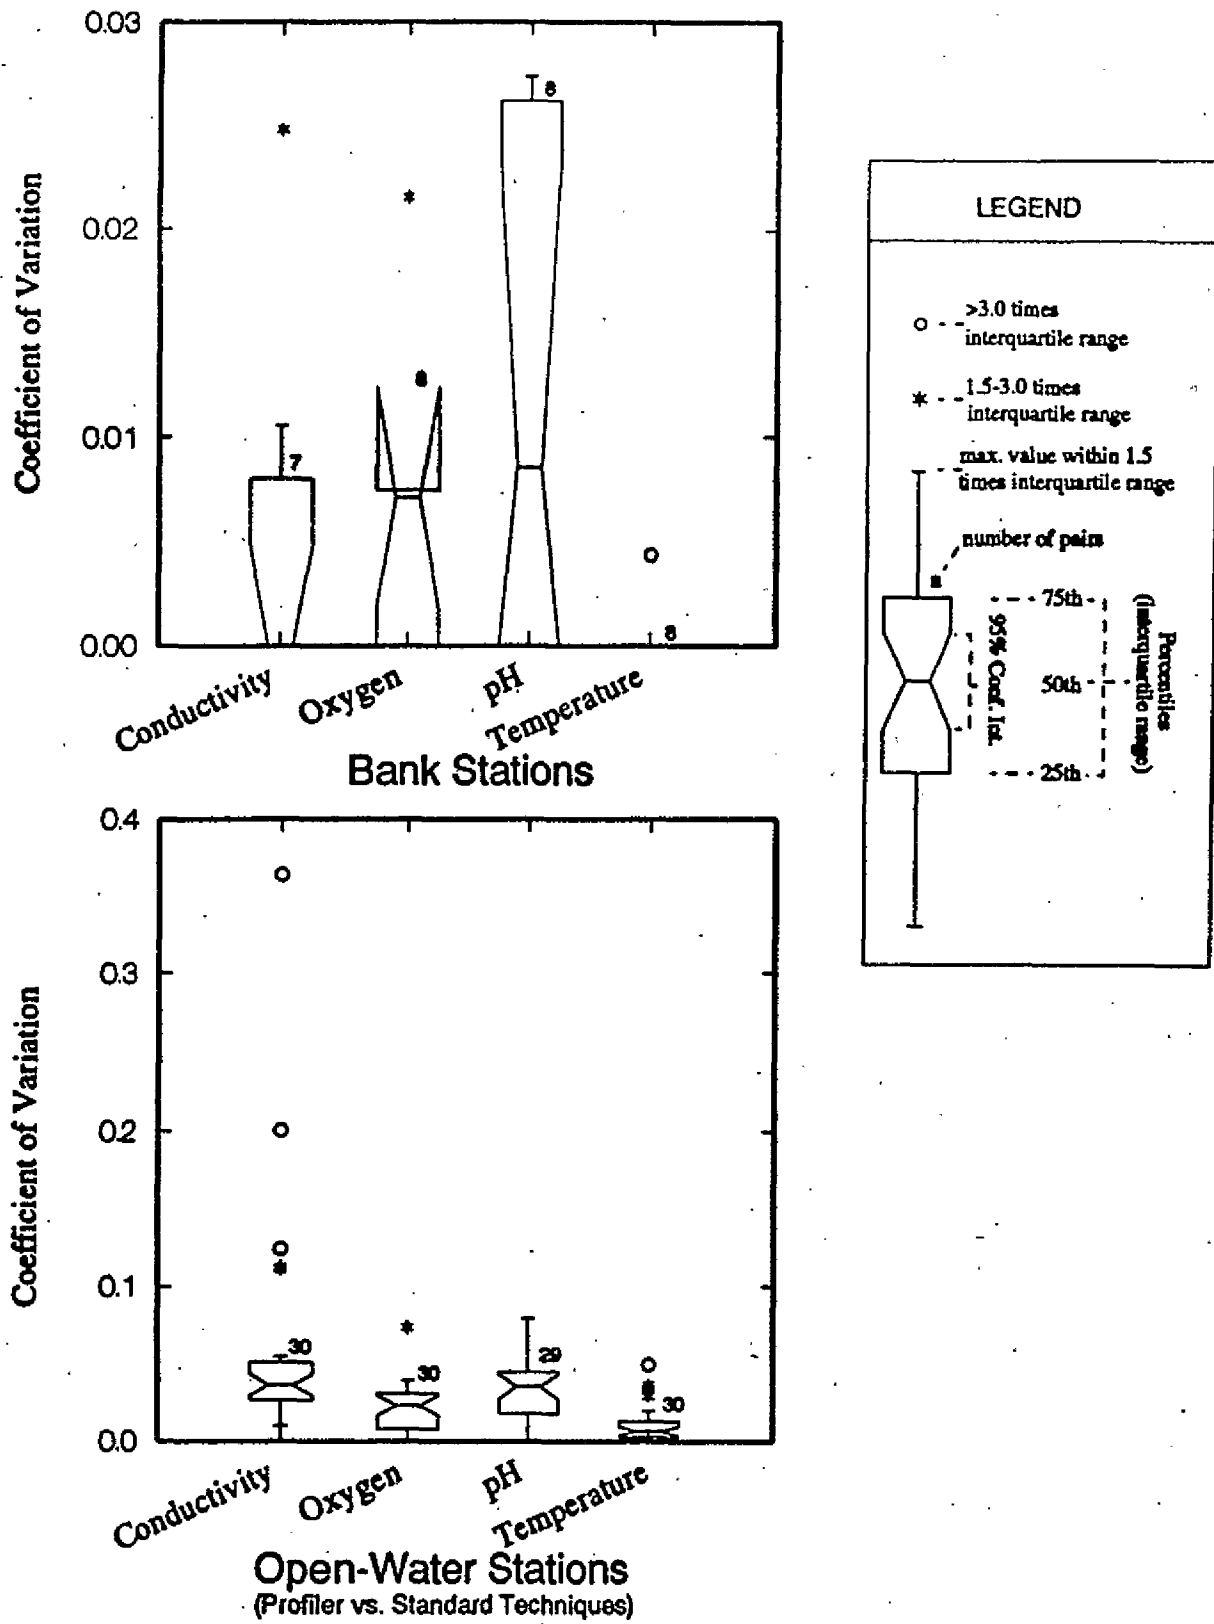 0.03
0.02
0.01
0.00
Coefficient of Variation
7
8
8
8
Conductivity
Oxygen
pH
Temperature
Bank Stations
LEGEND
>3.0 times
interquartile range
1.5-3.0 times
interquartile range
max. value within 1.5
times interquartile range
number of pairs
75th
50th
25th
95% Conf. Int.
Percentiles
(interquartile range)
0.4
0.3
0.2
0.1
0.0
Coefficient of Variation
30
30
29
30
Conductivity
Oxygen
pH
Temperature
Open-Water Stations
(Profiler vs. Standard Techniques)